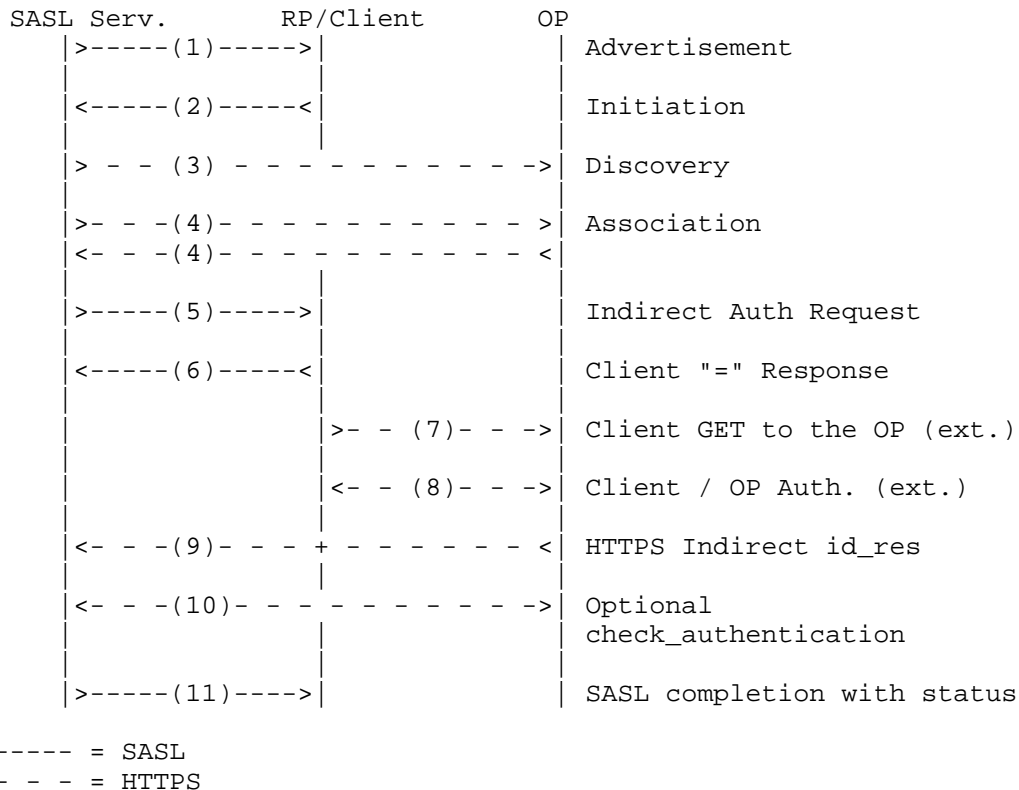 SASL Serv.         RP/Client         OP
    |>-----(1)----->|                | Advertisement
    |               |                |
    |<-----(2)-----<|                | Initiation
    |               |                |
    |> - - (3) - - - - - - - - - - ->| Discovery
    |               |                |
    |>- - -(4)- - - - - - - - - - - >| Association
    |<- - -(4)- - - - - - - - - - - <|
    |               |                |
    |>-----(5)----->|                | Indirect Auth Request
    |               |                |
    |<-----(6)-----<|                | Client "=" Response
    |               |                |
    |               |>- - (7)- - - ->| Client GET to the OP (ext.)
    |               |                |
    |               |<- - (8)- - - ->| Client / OP Auth. (ext.)
    |               |                |
    |<- - -(9)- - - + - - - - - - - <| HTTPS Indirect id_res
    |               |                |
    |<- - -(10)- - - - - - - - - - ->| Optional
    |               |                | check_authentication
    |               |                |
    |>-----(11)---->|                | SASL completion with status
----- = SASL
- - - = HTTPS